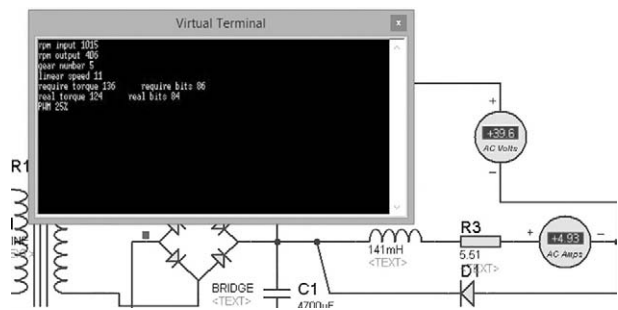 Virtual Terminal
x
rpm input 1015
rpm output 406
gear number 5
linear speed 11
require torque 136 require bits 86
real torque 124 real bits 84
PWM 25%
+
+39.6
AC Volts
R1
R3
+
+4.93
AC Amps
141mH
<TEXT>
5.51
<TEXT>
D1
BRIDGE
<TEXT>
C1
4700uF